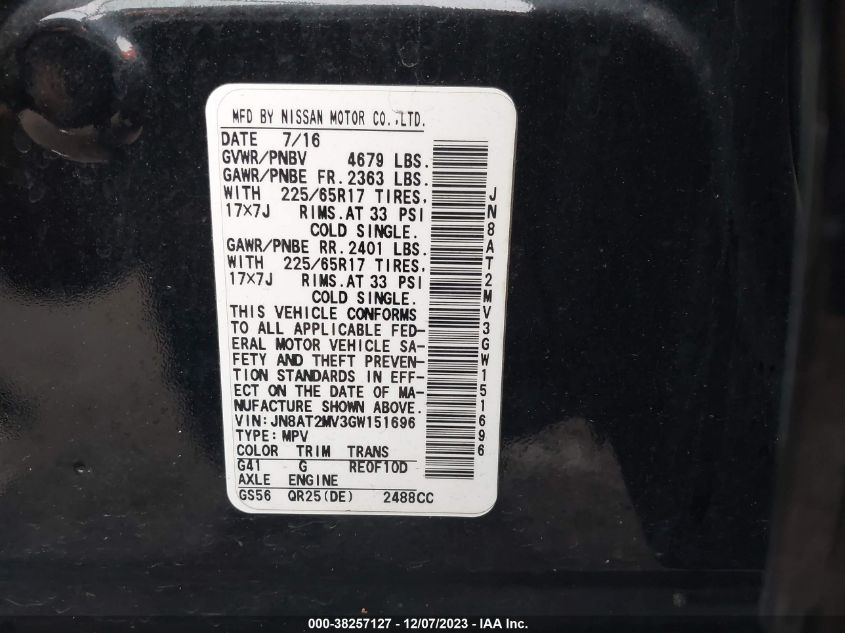 MFD BY NISSAN MOTOR CO.,LTD.
DATE 7/16
GVWR/PNBV 4679 LBS.
GAWR/PNBE FR. 2363 LBS.
WITH 225/65R17 TIRES,
17×7J RIMS.AT 33 PSI
COLD SINGLE.
GAWR/PNBE RR. 2401 LBS.
WITH 225/65R17 TIRES,
17×7J RIMS.AT 33 PSI
COLD SINGLE.
THIS VEHICLE CONFORMS
TO ALL APPLICABLE FED-
ERAL MOTOR VEHICLE SA-
FETY AND THEFT PREVEN-
TION STANDARDS IN EFF-
ECT ON THE DATE OF MA-
NUFACTURE SHOWN ABOVE.
VIN: JN8AT2MV3GW151696
TYPE: MPV
COLOR TRIM TRANS
G41 G RE0F10D
AXLE ENGINE
GS56 QR25(DE) 2488CC
JN8AT2MV3GW151696
000-38257127 - 12/07/2023 - IAA Inc.